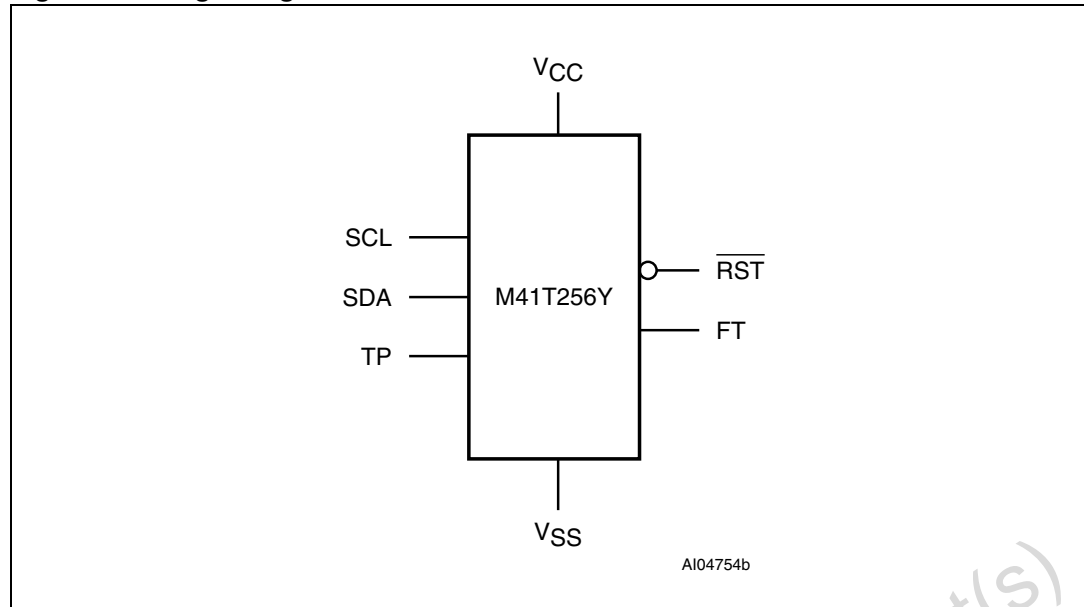 VCC
SCL
SDA
TP
M41T256Y
RST
FT
VSS
AI04754b
t(s)